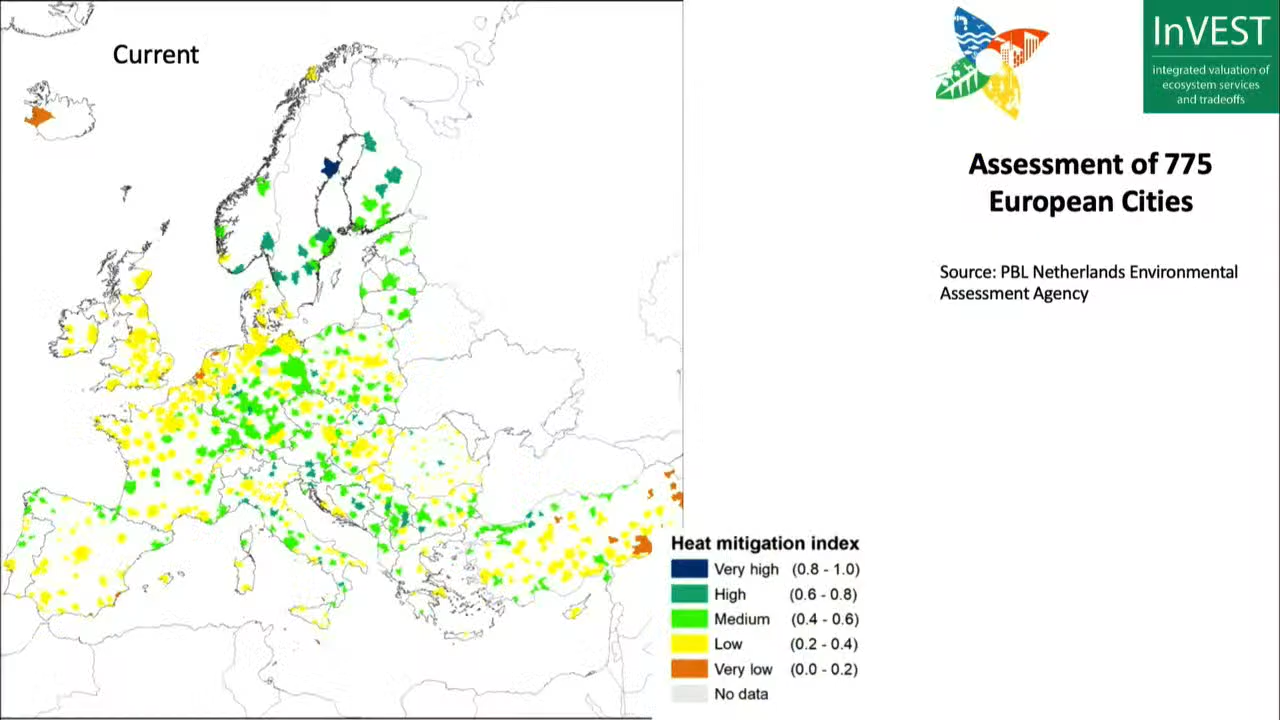 Current
InVEST
integrated valuation of
ecosystem services
and tradeoffs
Assessment of 775
European Cities
Source: PBL Netherlands Environmental
Assessment Agency
Heat mitigation index
Very high (0.8 - 1.0)
High (0.6 - 0.8)
Medium (0.4 - 0.6)
Low (0.2 - 0.4)
Very low (0.0 - 0.2)
No data